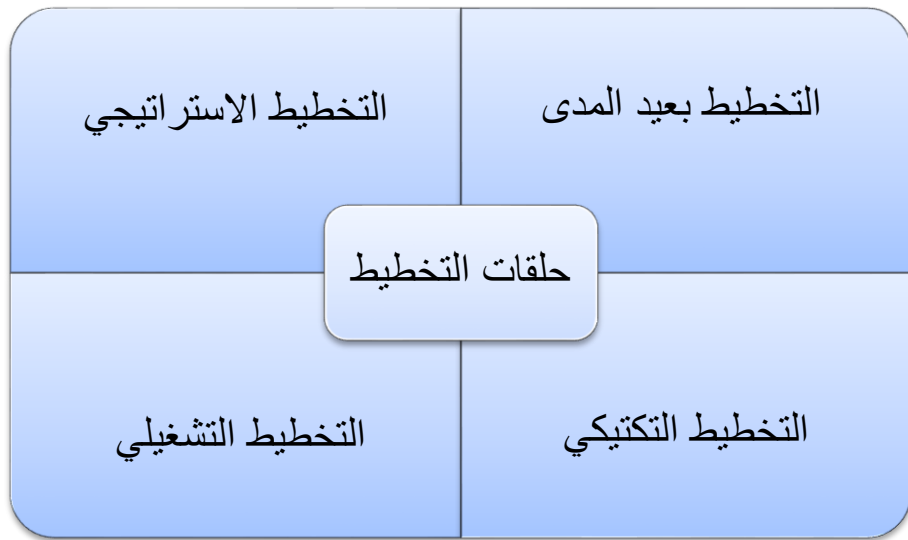 التخطيط بعيد المدى
التخطيط الاستراتيجي
حلقات التخطيط
التخطيط التكتيكي
التخطيط التشغيلي